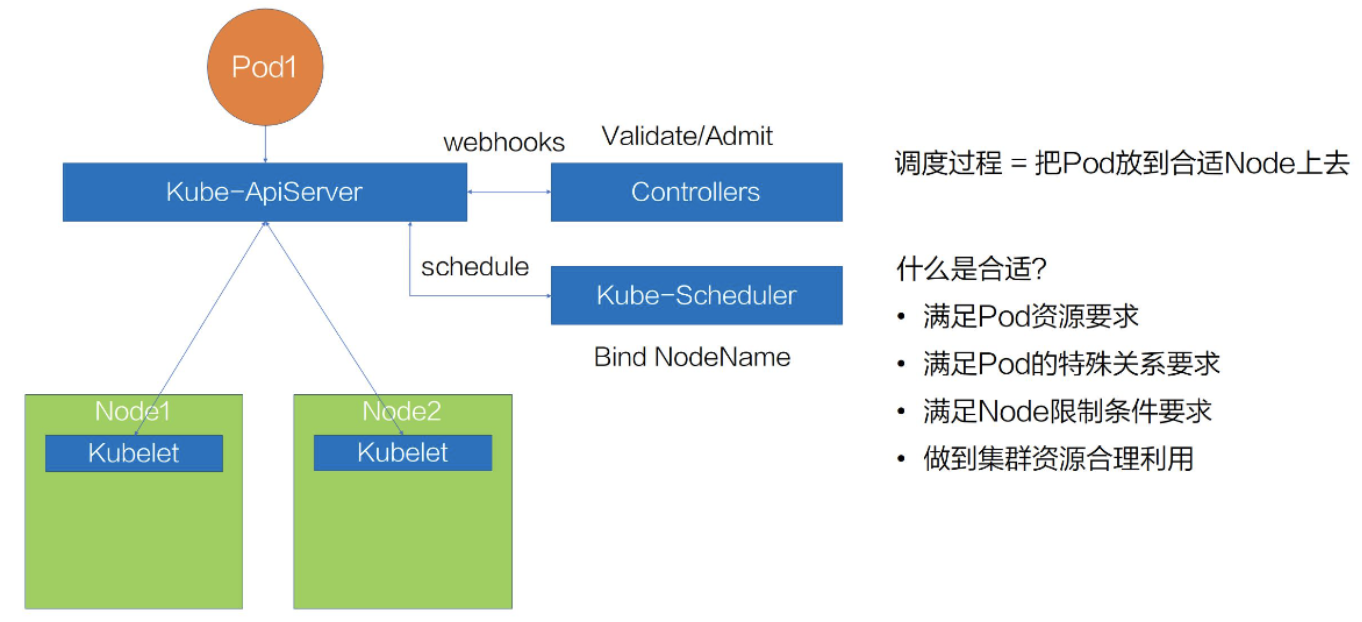 Pod1
webhooks
Validate/Admit
Kube-ApiServer
Controllers
schedule
Kube-Scheduler
Bind NodeName
Node1
Kubelet
Node2
Kubelet
调度过程 = 把Pod放到合适Node上去
什么是合适?
• 满足Pod资源要求
• 满足Pod的特殊关系要求
• 满足Node限制条件要求
• 做到集群资源合理利用